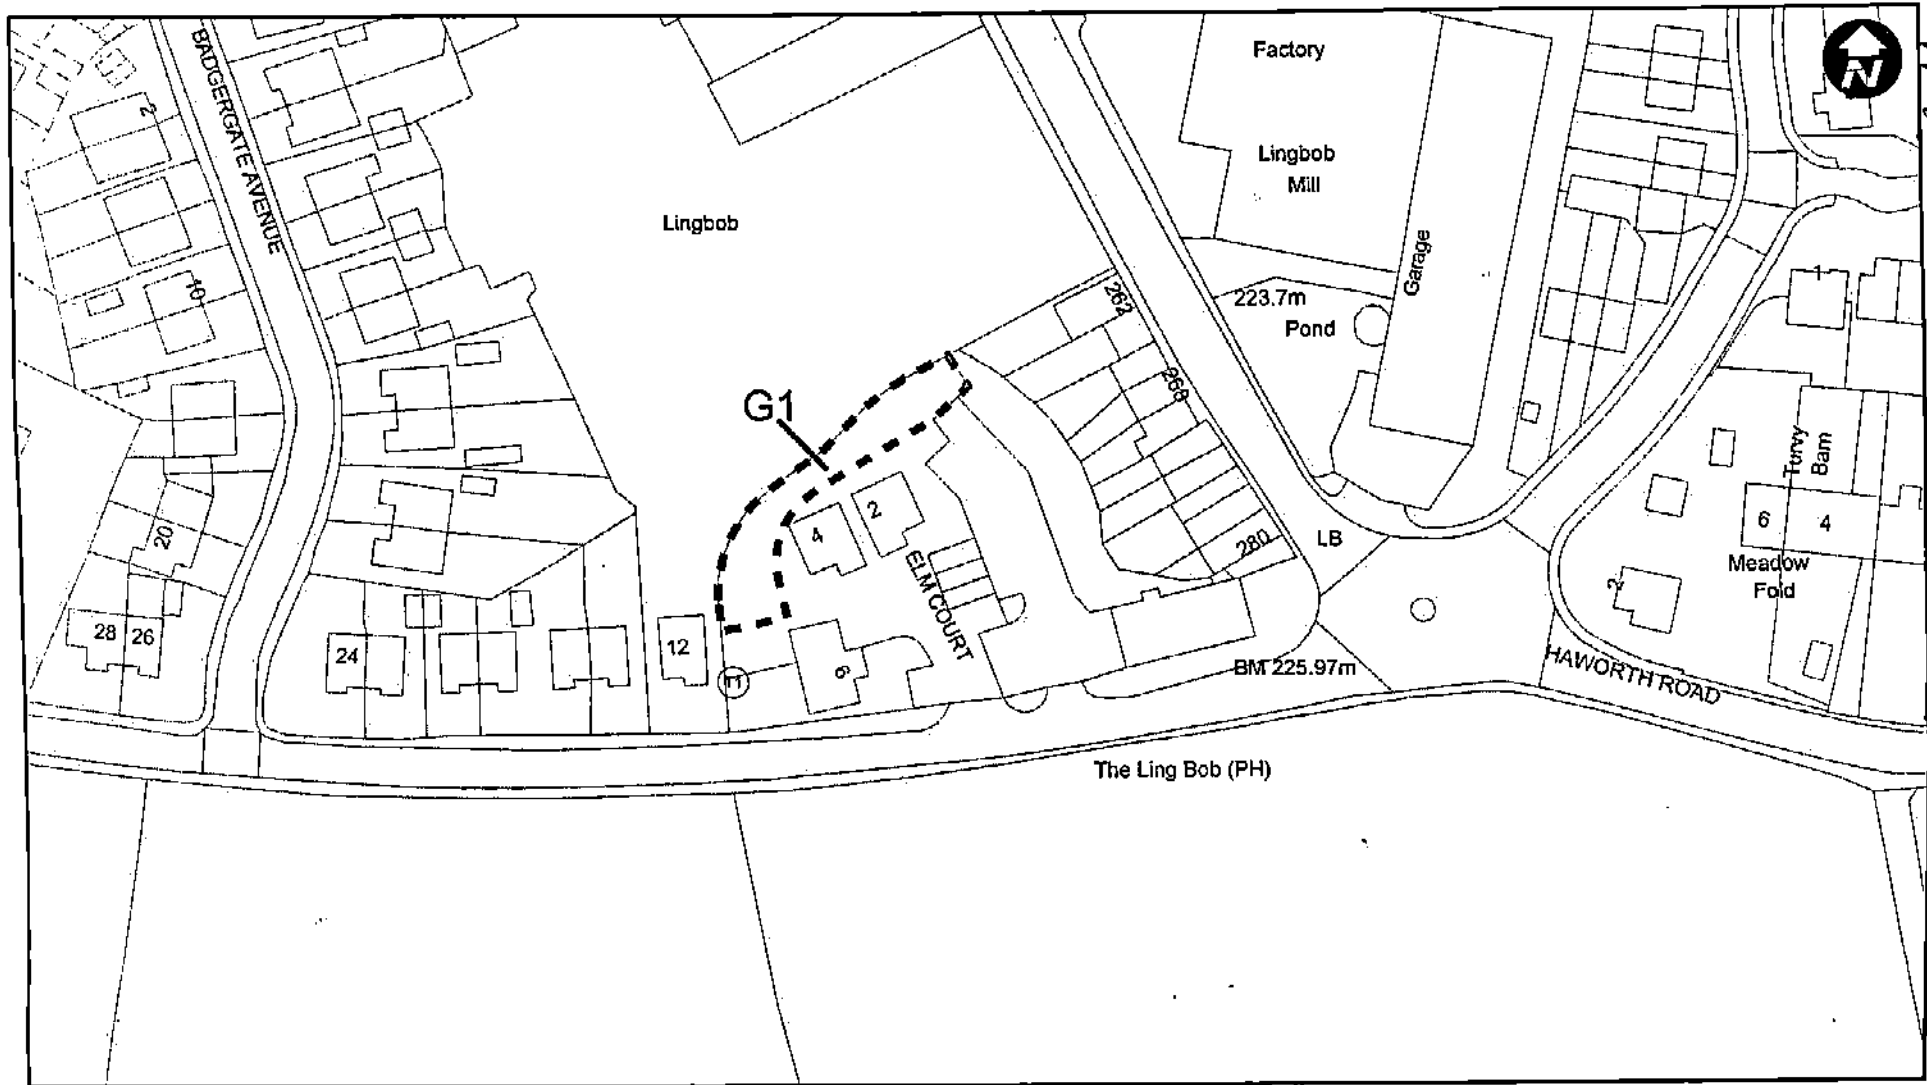 N
BADGERGATE AVENUE
2
10
20
28
26
24
12
T1
Lingbob
G1
4
2
6
ELM COURT
262
268
280
Factory
Lingbob
Mill
Garage
223.7m
Pond
LB
BM 225.97m
HAWORTH ROAD
The Ling Bob (PH)
1
Turvy
Barn
6
4
2
Meadow
Fold